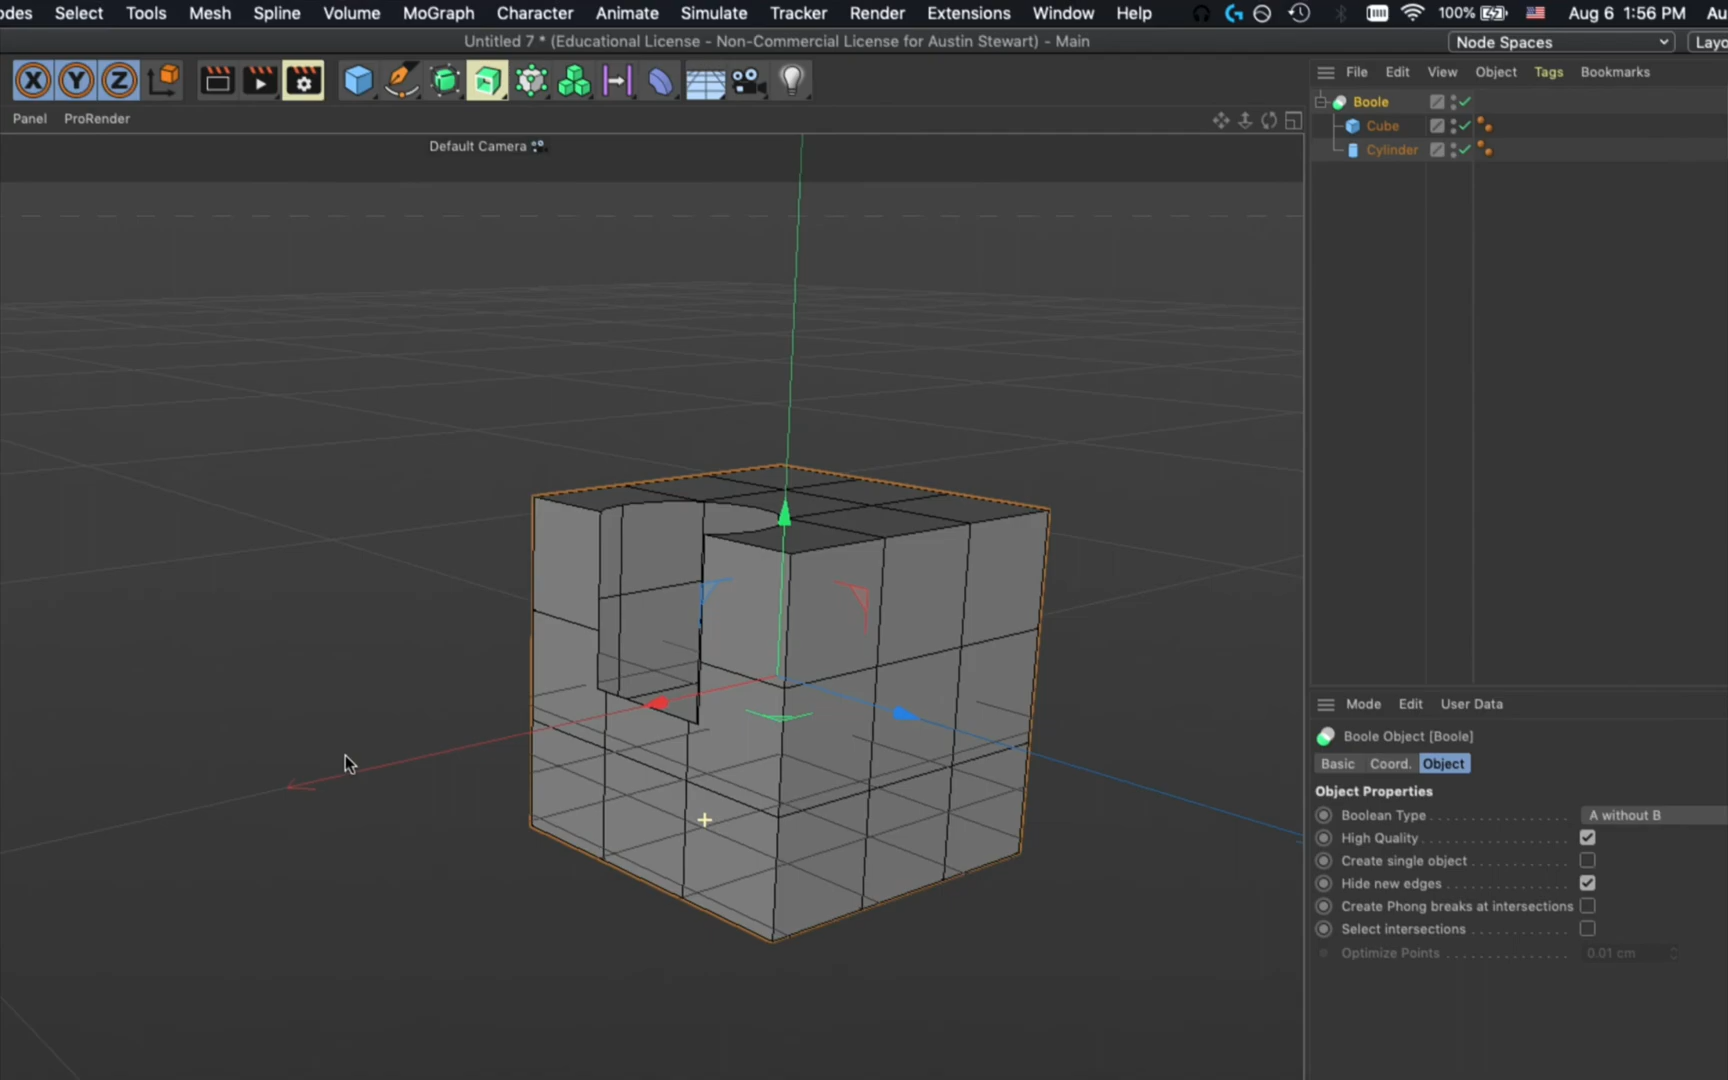 odes Select Tools Mesh Spline Volume MoGraph Character Animate Simulate Tracker Render Extensions Window Help 100% Aug 6 1:56 PM Au
Untitled 7 * (Educational License - Non-Commercial License for Austin Stewart) - Main
Node Spaces Layo
X Y Z
File Edit View Object Tags Bookmarks
Panel ProRender
Default Camera
Boole
Cube
Cylinder
Mode Edit User Data
Boole Object [Boole]
Basic Coord. Object
Object Properties
Boolean Type A without B
High Quality
Create single object
Hide new edges
Create Phong breaks at intersections
Select intersections
Optimize Points 0.01 cm